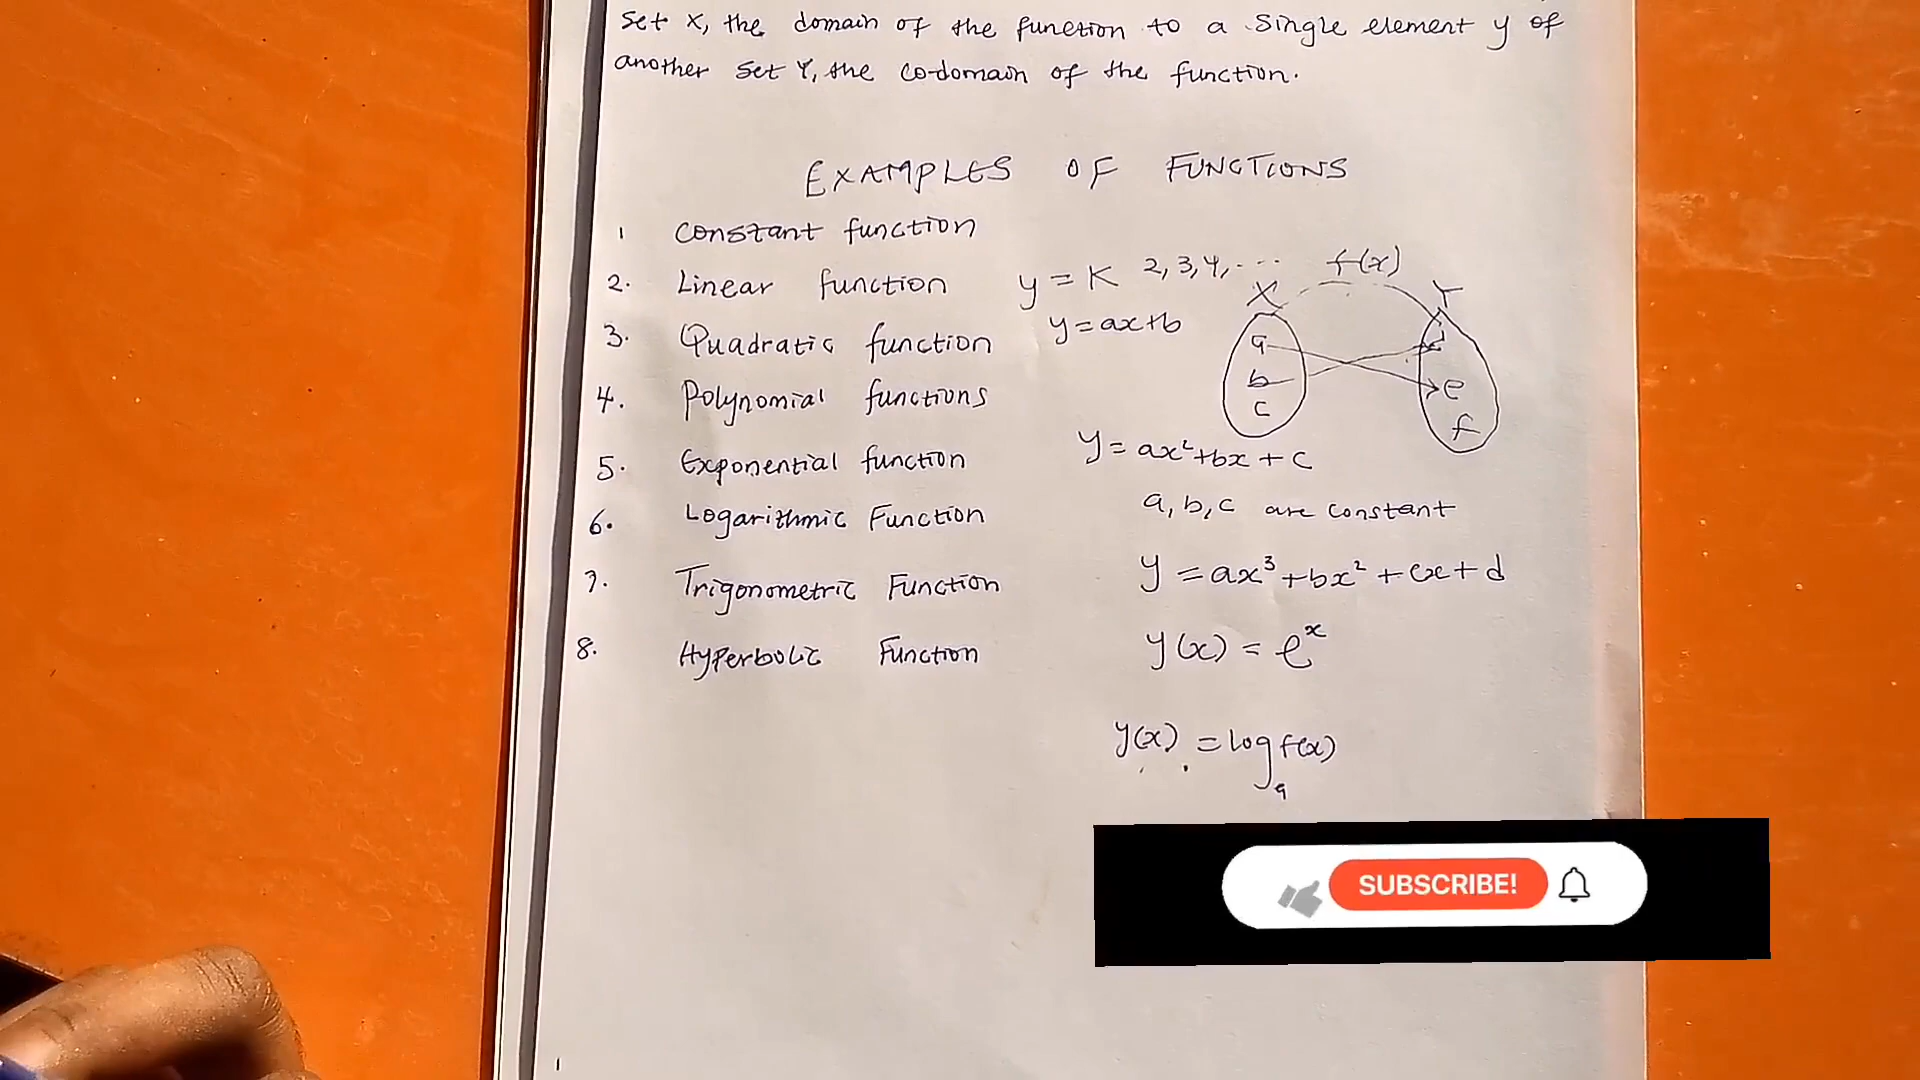 Set X, the domain of the function to a single element y of
another set Y, the co-domain of the function.
EXAMPLES OF FUNCTIONS
1 Constant function
2. Linear function
3. Quadratic function
4. Polynomial functions
5. Exponential function
6. Logarithmic Function
7. Trigonometric Function
8. Hyperbolic Function
y = K 2, 3, 4, ...
f(x)
X Y
y = ax+b
a
b
c
d
e
f
y = ax²+bx + c
a, b, c are constant
y = ax³ + bx² + cx + d
y(x) = e^x
y(x) = log_a f(x)
SUBSCRIBE!
1